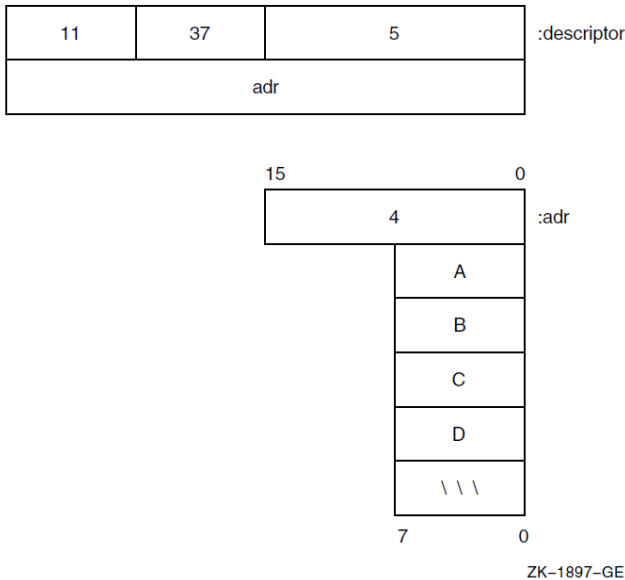 11 37 5 :descriptor
adr
15 0
4 :adr
A
B
C
D
\ \ \
7 0
ZK–1897–GE